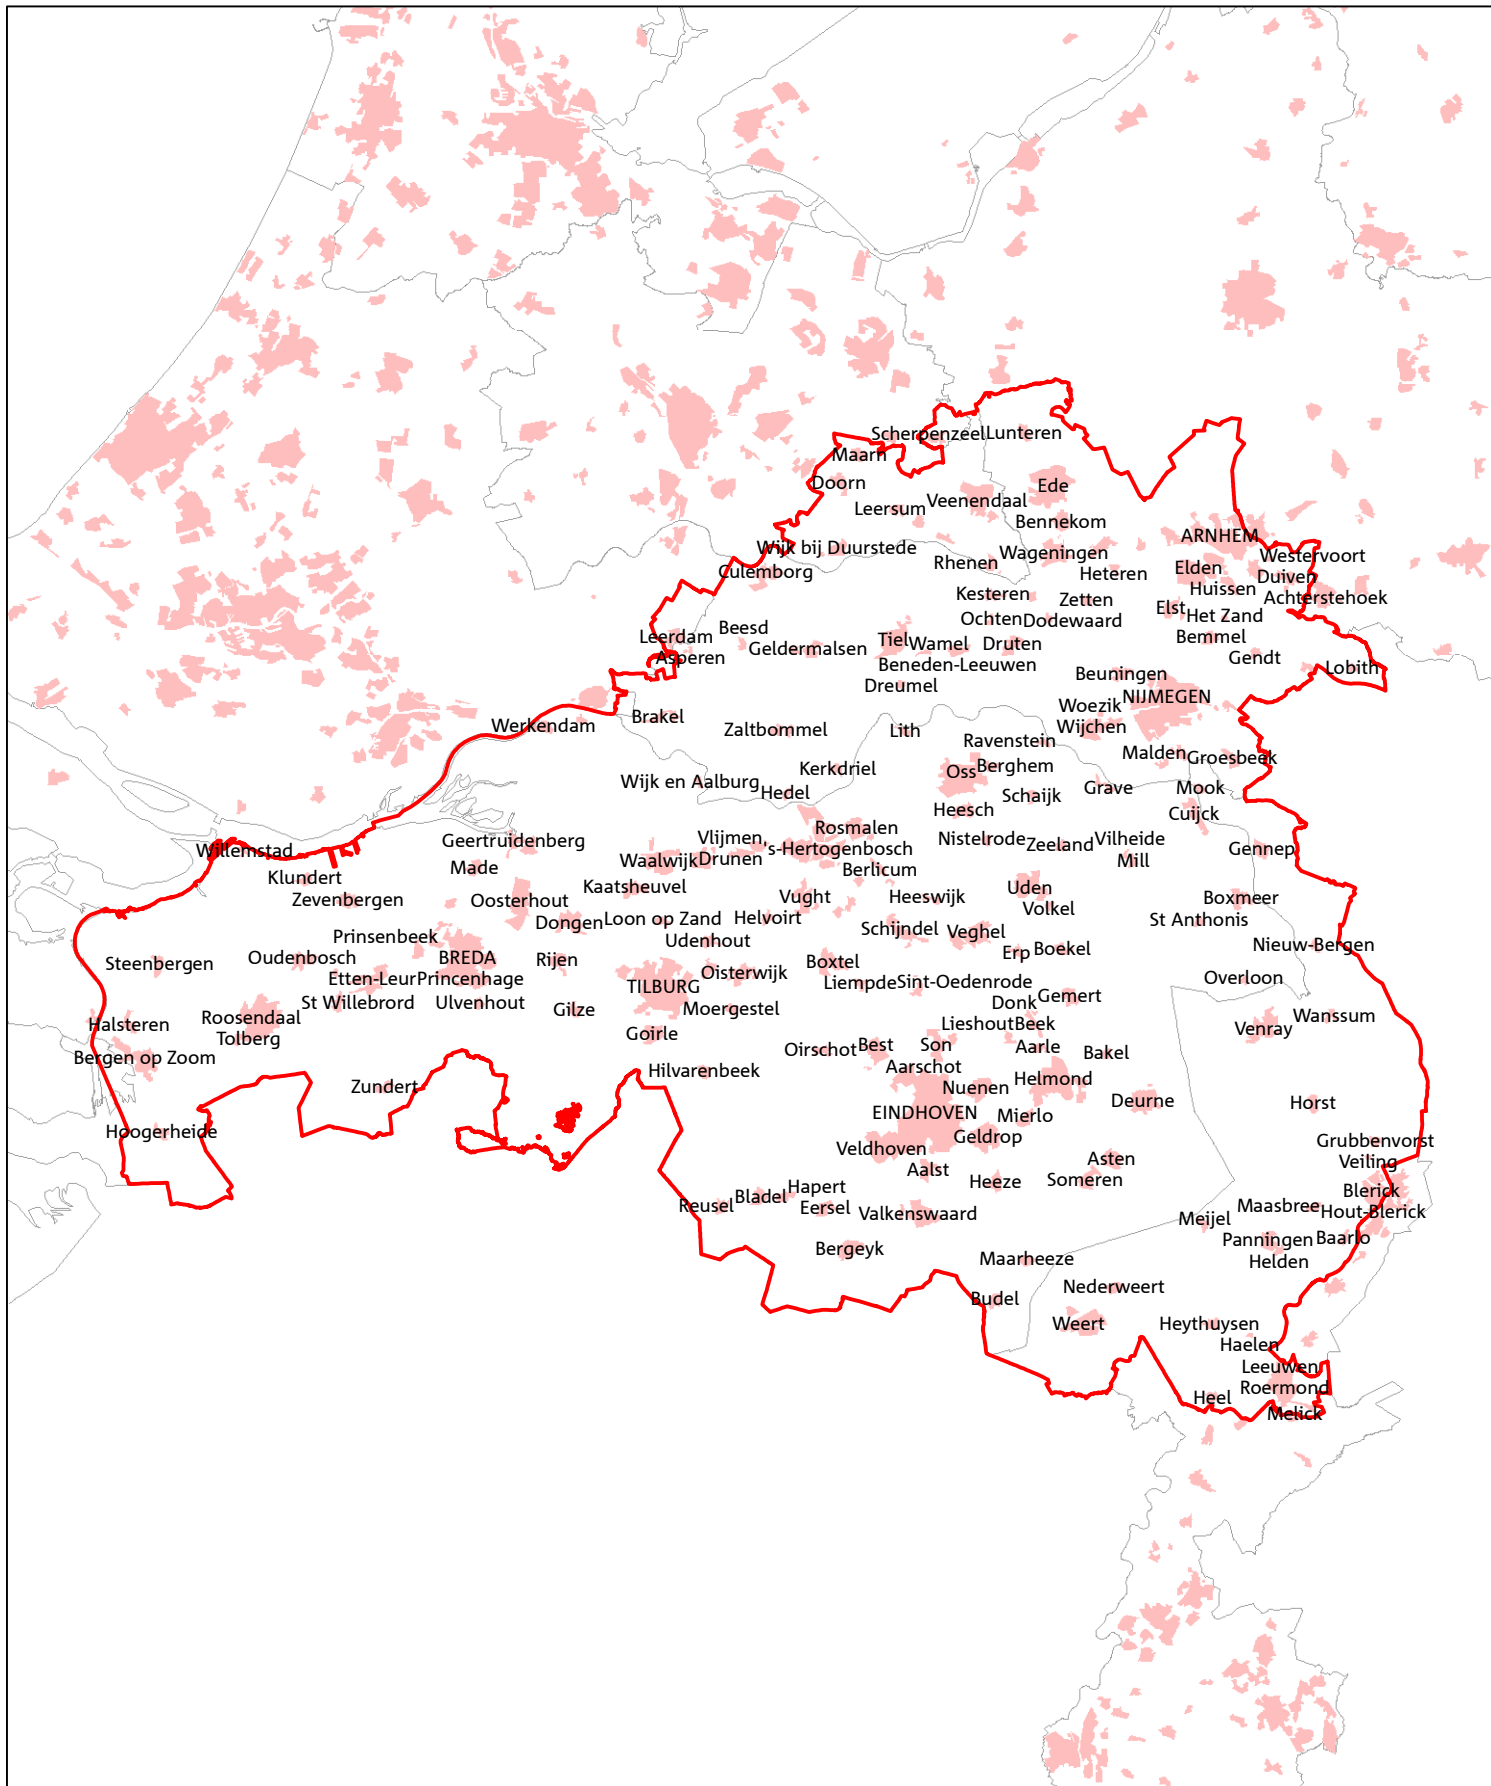 Scherpenzeel
Lunteren
Maarn
Doorn
Ede
Leersum
Veenendaal
Bennekom
ARNHEM
Wijk bij Duurstede
Wageningen
Westervoort
Rhenen
Culemborg
Heteren
Elden
Duiven
Huissen
Kesteren
Zetten
Achterstehoek
Elst
Het Zand
Ochten
Dodewaard
Beesd
Leerdam
Tiel
Wamel
Druten
Bemmel
Geldermalsen
Asperen
Beneden-Leeuwen
Gendt
Lobith
Beuningen
Dreumel
NIJMEGEN
Woezik
Brakel
Werkendam
Zaltbommel
Lith
Wijchen
Ravenstein
Malden
Groesbeek
Kerkdriel
Oss
Berghem
Wijk en Aalburg
Hedel
Schaijk
Grave
Mook
Heesch
Cuijck
Rosmalen
Geertruidenberg
Vlijmen
Nistelrode
Zeeland
Vilheide
Willemstad
's-Hertogenbosch
Gennep
Waalwijk
Drunen
Mill
Made
Berlicum
Klundert
Kaatsheuvel
Uden
Zevenbergen
Oosterhout
Vught
Heeswijk
Boxmeer
Volkel
Dongen
Loon op Zand
Helvoirt
St Anthonis
Schijndel
Veghel
Prinsenbeek
Udenhout
Nieuw-Bergen
Erp
Boekel
Steenbergen
Oudenbosch
BREDA
Rijen
Boxtel
Oisterwijk
Etten-Leur
Princenhage
TILBURG
Liempde
Sint-Oedenrode
Overloon
St Willebrord
Ulvenhout
Gilze
Moergestel
Donk
Gemert
Roosendaal
Wanssum
Halsteren
Lieshout
Beek
Venray
Tolberg
Goirle
Oirschot
Best
Son
Aarle
Bakel
Bergen op Zoom
Aarschot
Hilvarenbeek
Helmond
Zundert
Nuenen
Deurne
Horst
EINDHOVEN
Mierlo
Hoogerheide
Geldrop
Grubbenvorst
Veldhoven
Asten
Veiling
Aalst
Heeze
Someren
Hapert
Blerick
Bladel
Reusel
Eersel
Maasbree
Hout-Blerick
Valkenswaard
Meijel
Panningen
Baarlo
Bergeyk
Maarheeze
Helden
Nederweert
Budel
Weert
Heythuysen
Haelen
Leeuwen
Roermond
Heel
Melick